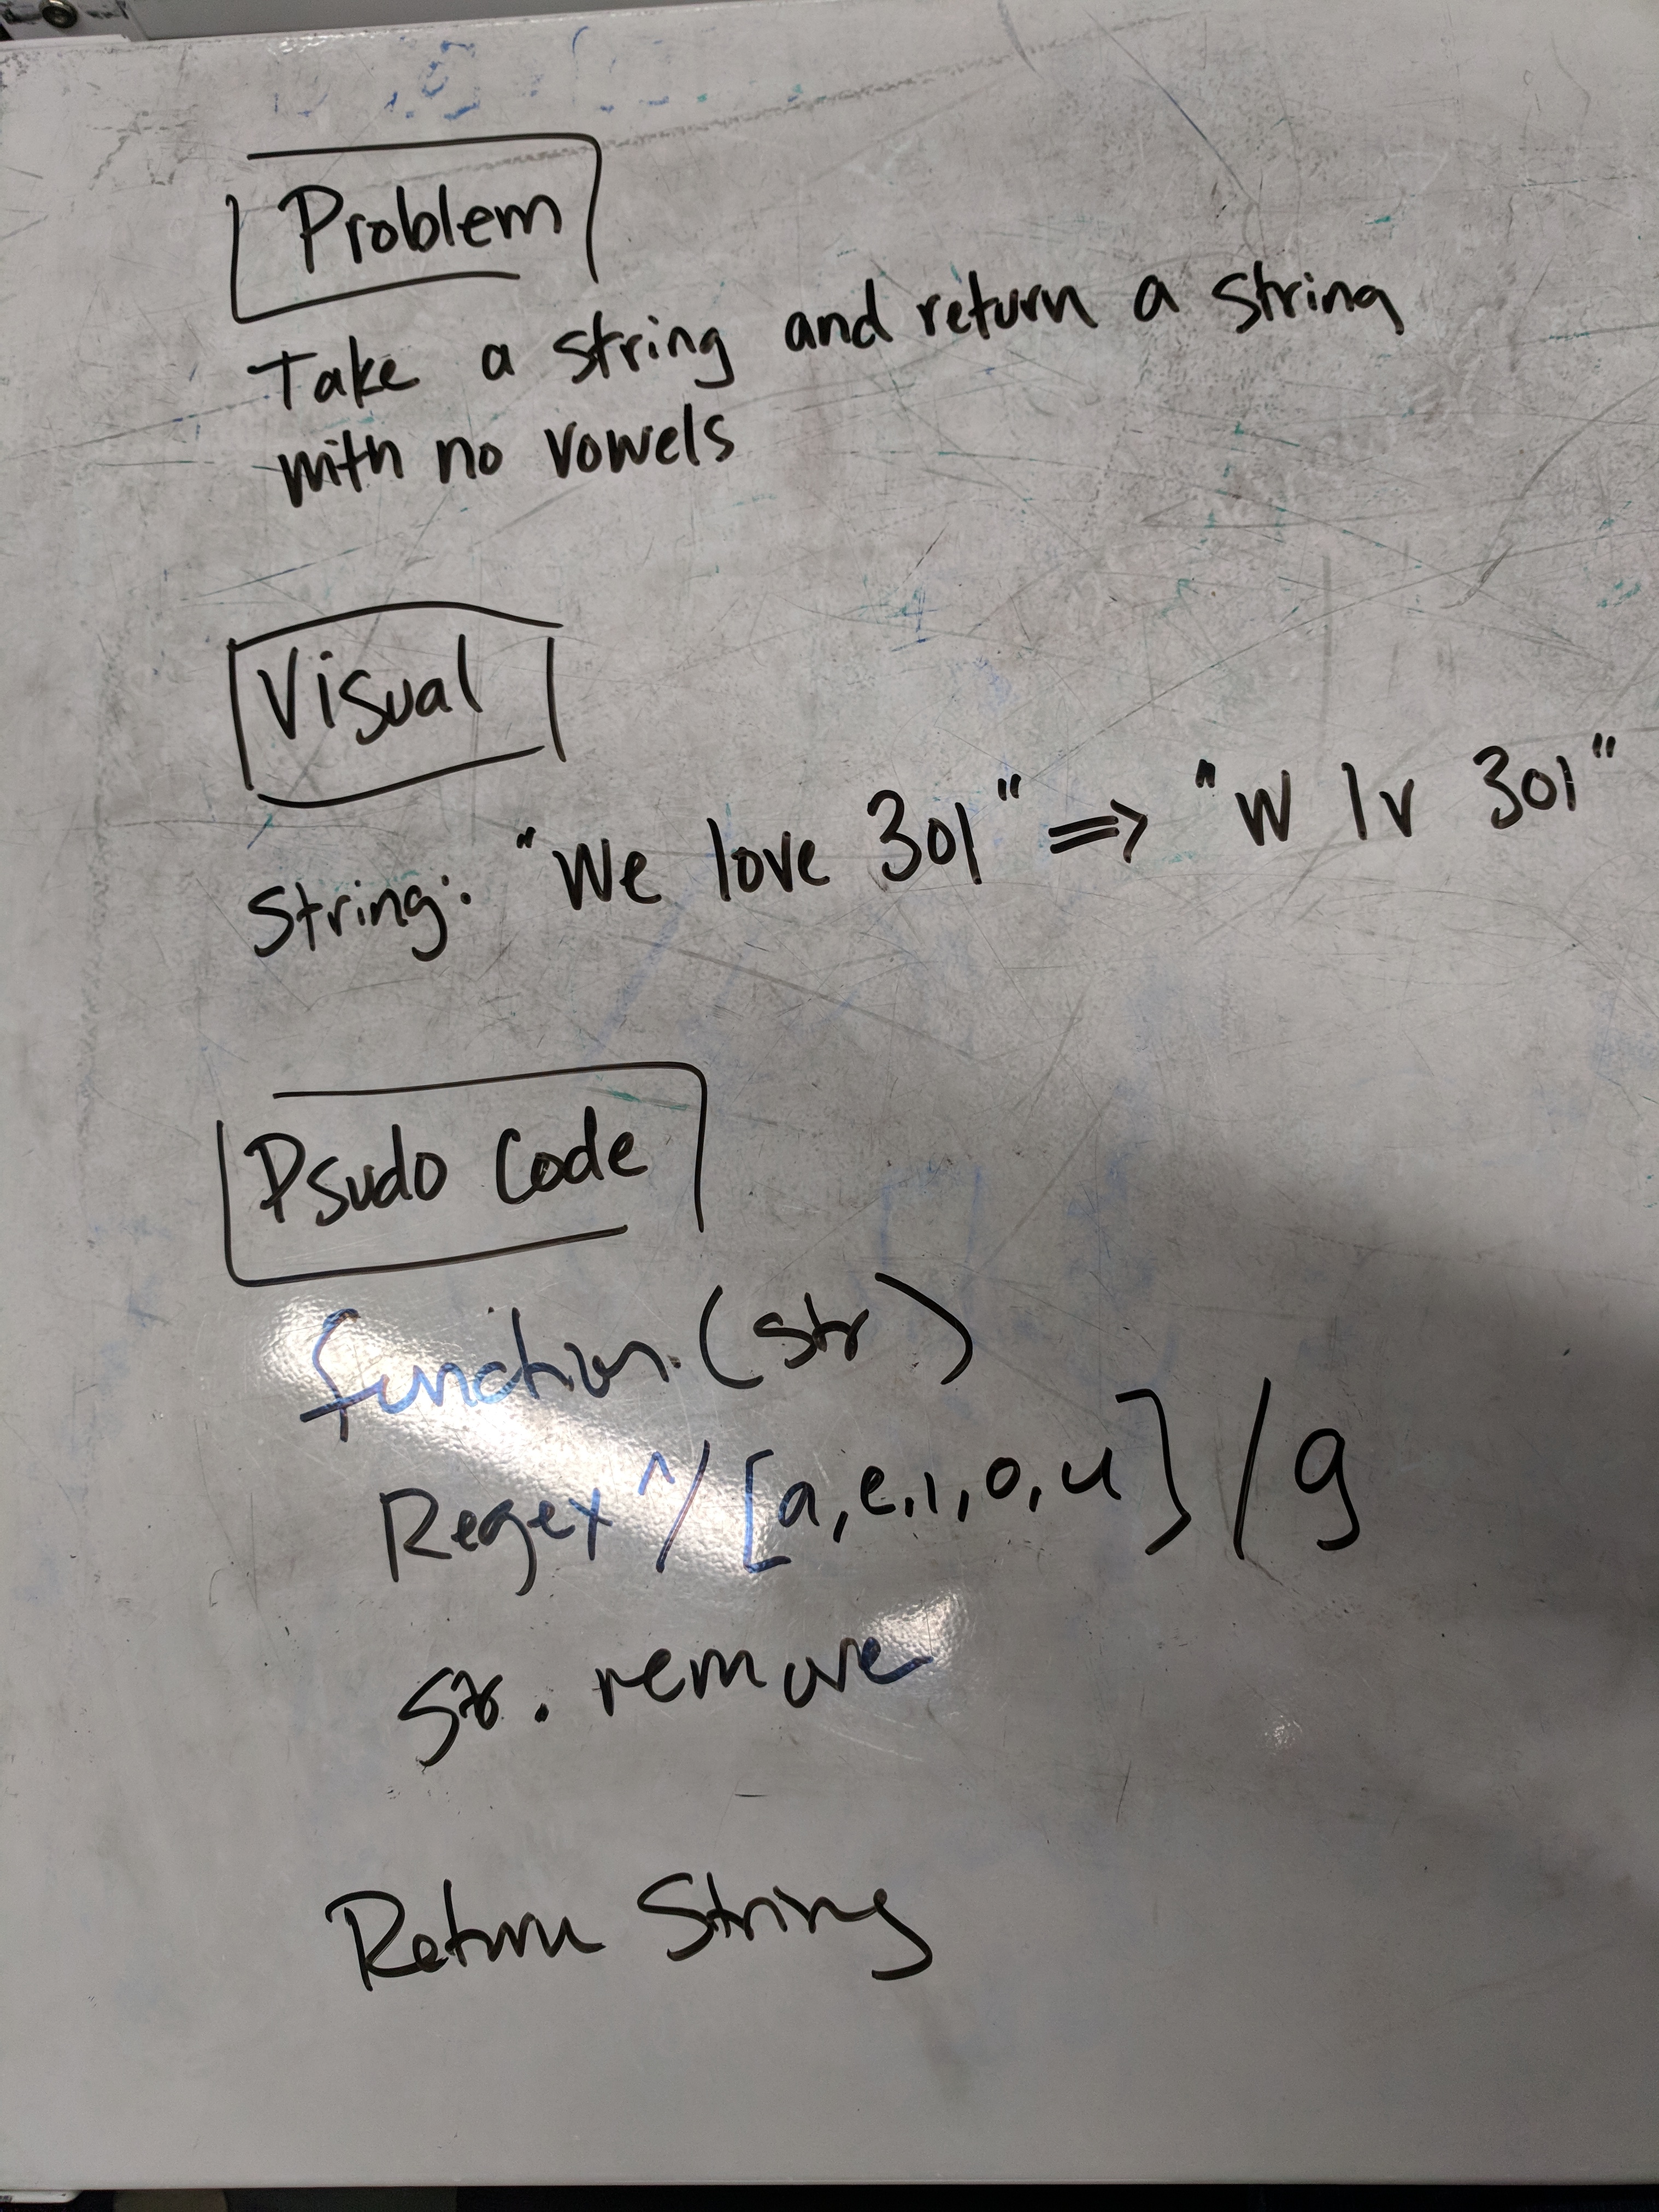 Problem
Take a string and return a string
with no vowels
Visual
String: "We love 301" => "W lv 301"
Psudo Code
function (str)
Regex ^/[a,e,i,o,u]/g
str. remove
Return String